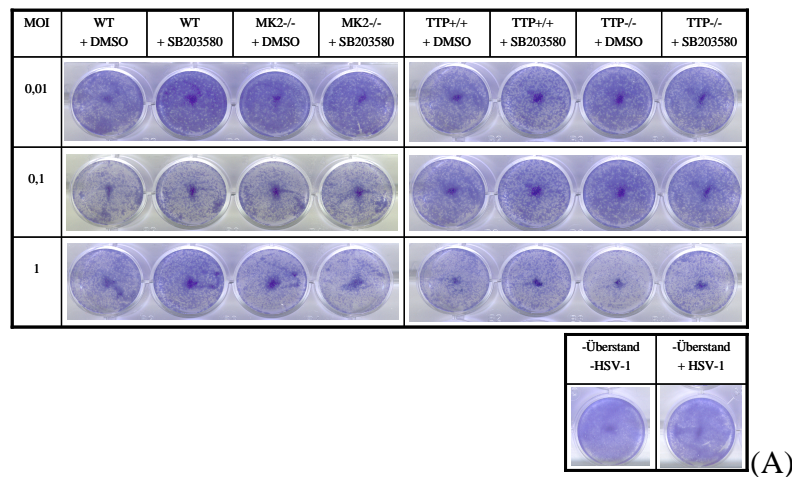 MOI WT WT MK2-/- MK2-/- TTP+/+ TTP+/+ TTP-/- TTP-/-
+ DMSO + SB203580 + DMSO + SB203580 + DMSO + SB203580 + DMSO + SB203580
0,01
0,1
1
-Überstand -Überstand
-HSV-1 + HSV-1
(A)